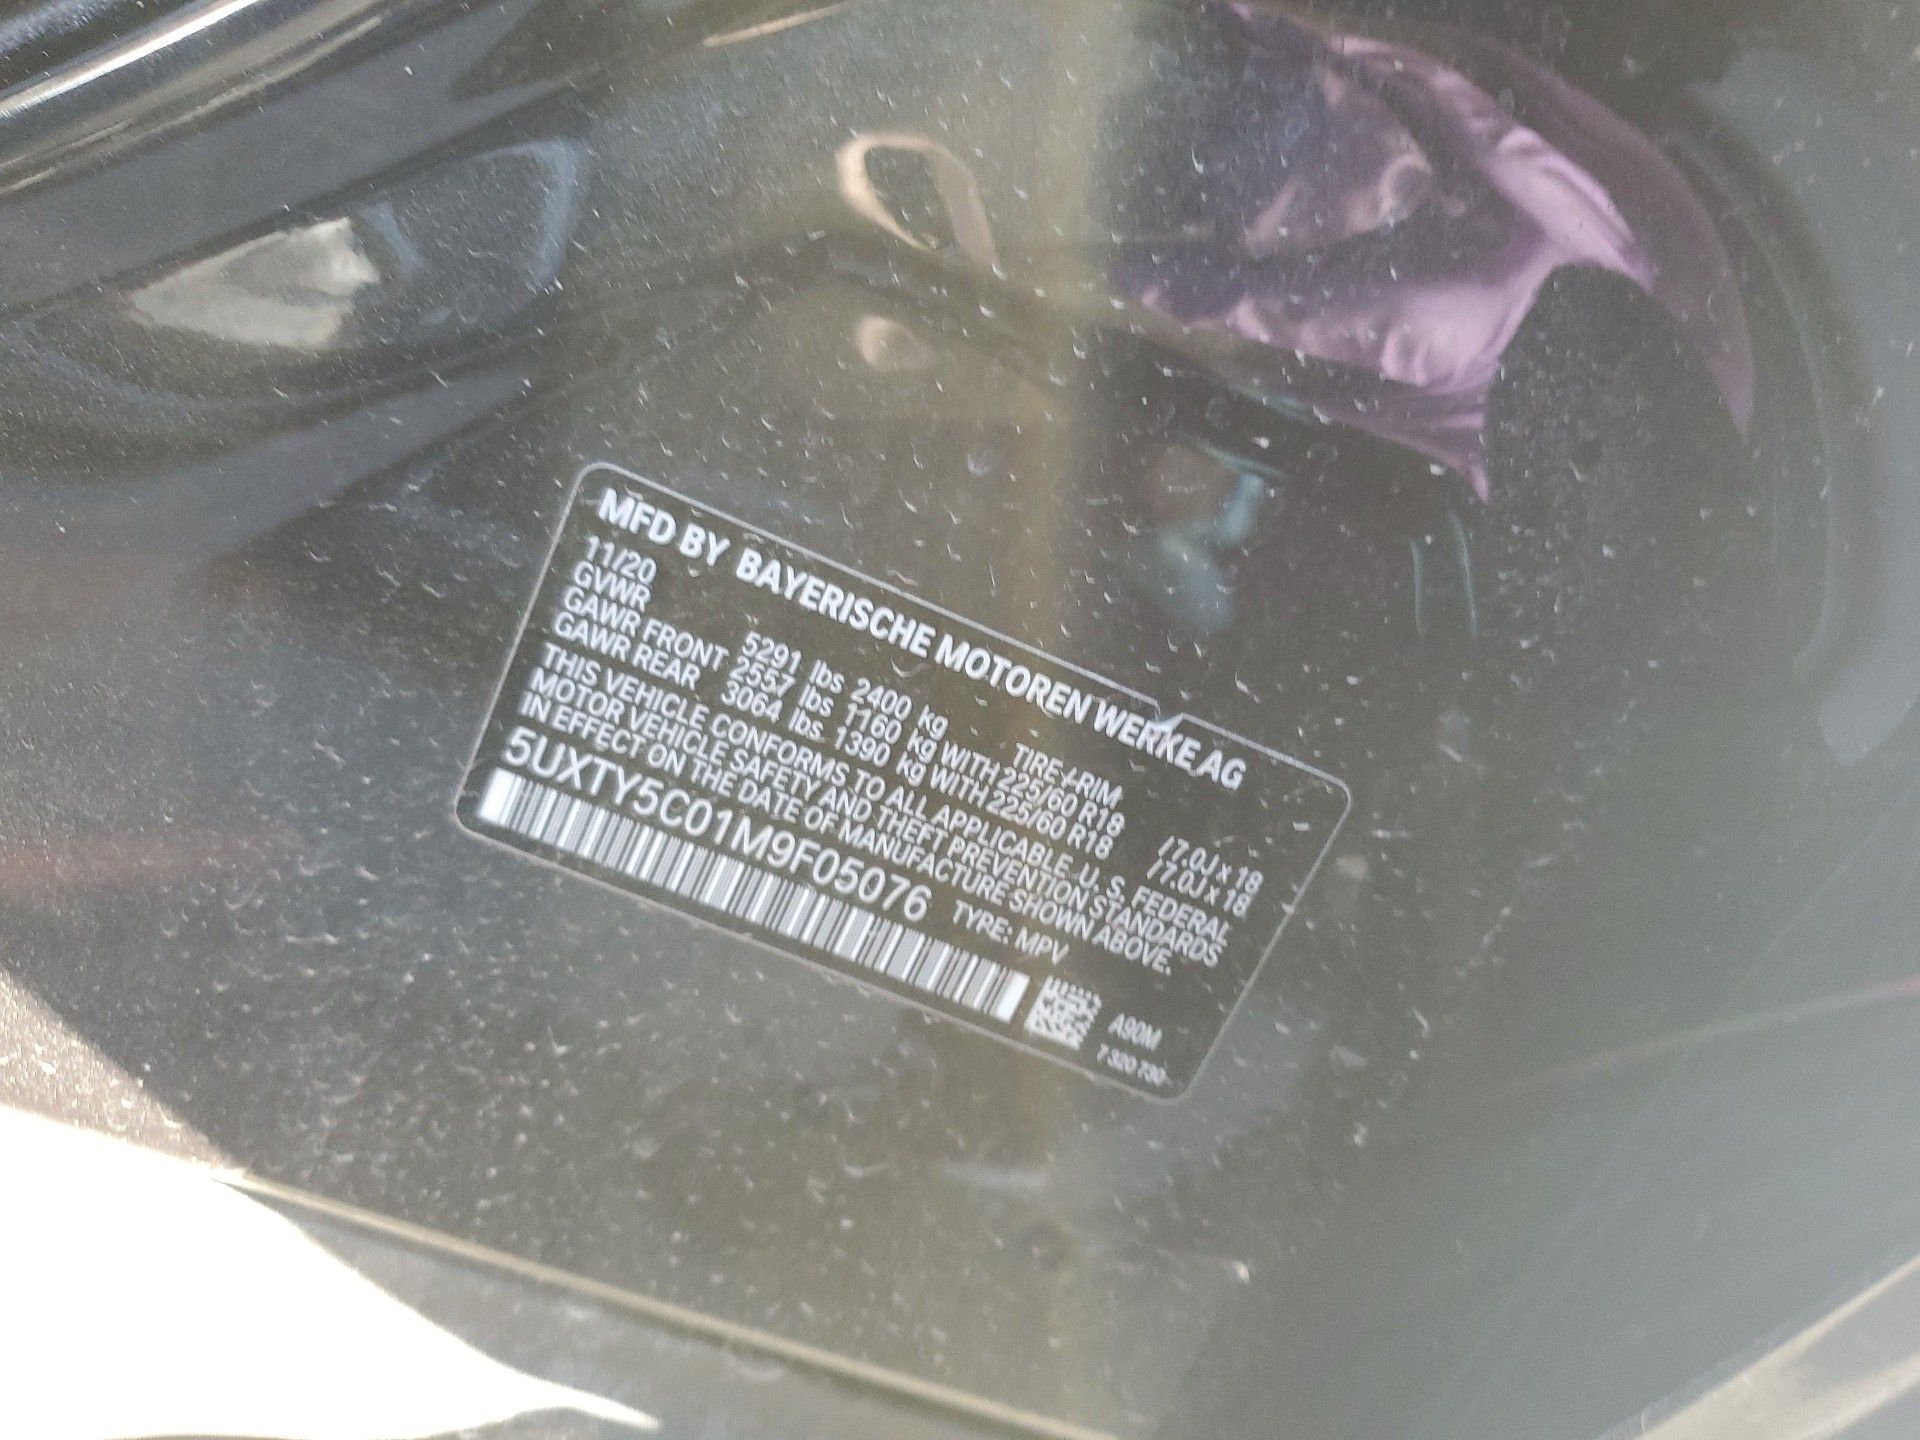 MFD BY BAYERISCHE MOTOREN WERKE AG
11/20 TIRE / RIM
GVWR 5291 lbs 2400 kg
GAWR FRONT 2557 lbs 1160 kg WITH 225/60 R18 /7.0J x 18
GAWR REAR 3064 lbs 1390 kg WITH 225/60 R18 /7.0J x 18
THIS VEHICLE CONFORMS TO ALL APPLICABLE U. S. FEDERAL
MOTOR VEHICLE SAFETY AND THEFT PREVENTION STANDARDS
IN EFFECT ON THE DATE OF MANUFACTURE SHOWN ABOVE.
5UXTY5C01M9F05076 TYPE: MPV
A90M
7 320 730